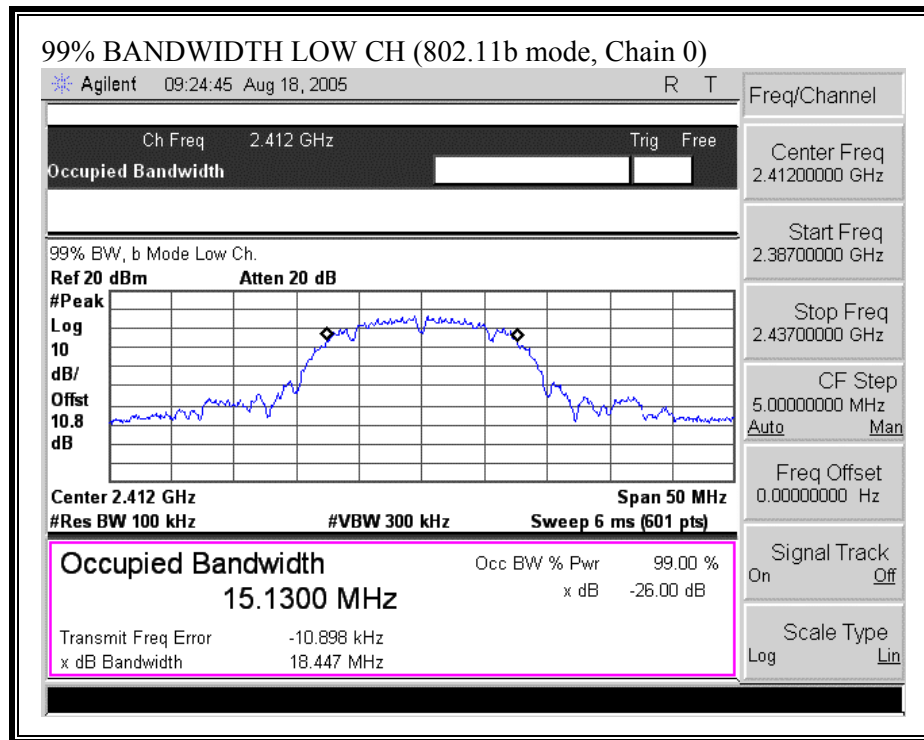 99% BANDWIDTH LOW CH (802.11b mode, Chain 0)
Agilent 09:24:45 Aug 18, 2005 R T
Ch Freq 2.412 GHz Trig Free
Occupied Bandwidth
99% BW, b Mode Low Ch.
Ref 20 dBm Atten 20 dB
#Peak
Log
10
dB/
Offst
10.8
dB
Center 2.412 GHz Span 50 MHz
#Res BW 100 kHz #VBW 300 kHz Sweep 6 ms (601 pts)
Occupied Bandwidth
15.1300 MHz
Occ BW % Pwr 99.00 %
x dB -26.00 dB
Transmit Freq Error -10.898 kHz
x dB Bandwidth 18.447 MHz
Freq/Channel
Center Freq
2.41200000 GHz
Start Freq
2.38700000 GHz
Stop Freq
2.43700000 GHz
CF Step
5.00000000 MHz
Auto Man
Freq Offset
0.00000000 Hz
Signal Track
On Off
Scale Type
Log Lin